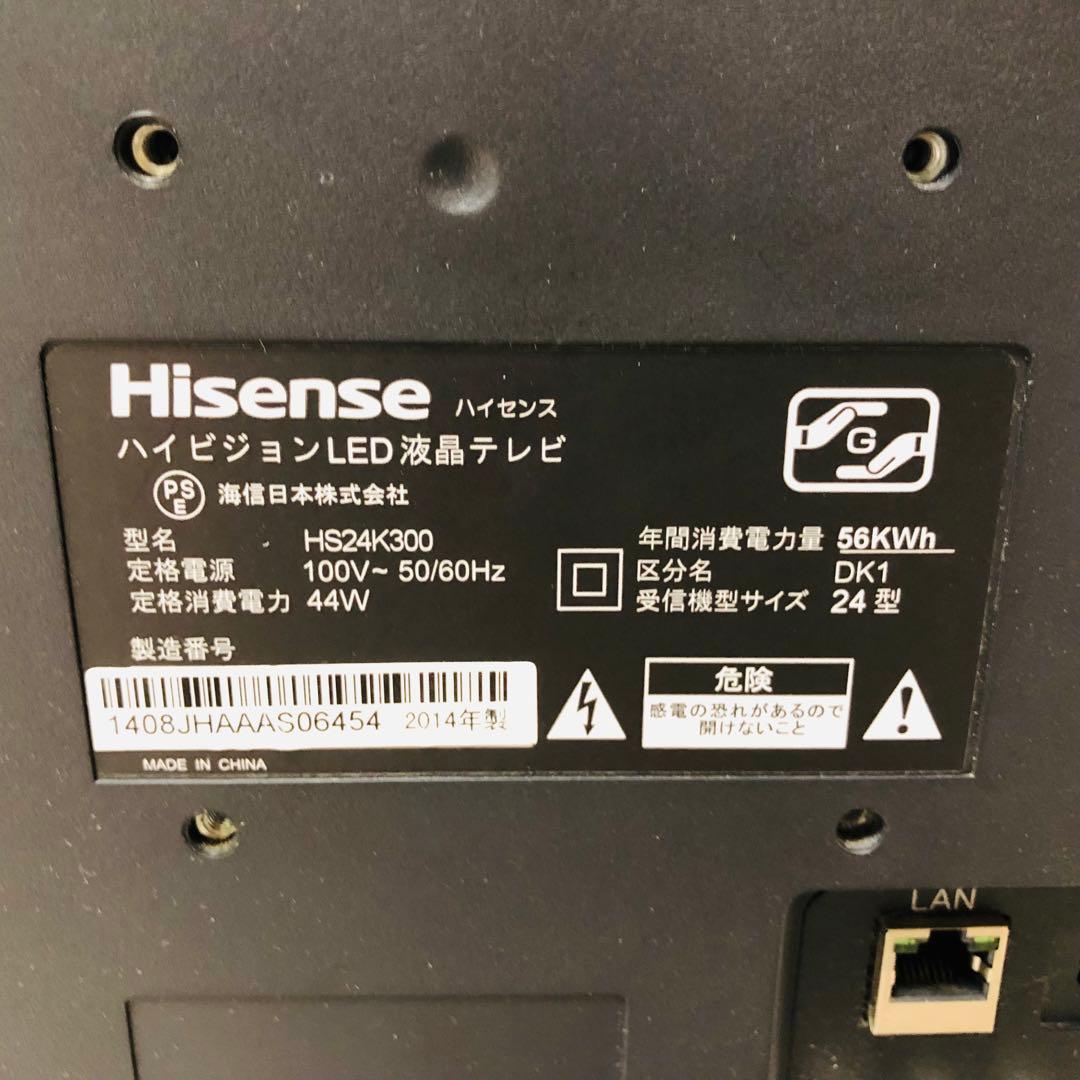 Hisense ハイセンス
ハイビジョンLED液晶テレビ
PSE 海信日本株式会社
型名 HS24K300
定格電源 100V~ 50/60Hz
定格消費電力 44W
年間消費電力量 56KWh
区分名 DK1
受信機型サイズ 24型
G
製造番号
1408JHAAAS06454 2014年製
MADE IN CHINA
危険
感電の恐れがあるので
開けないこと
LAN